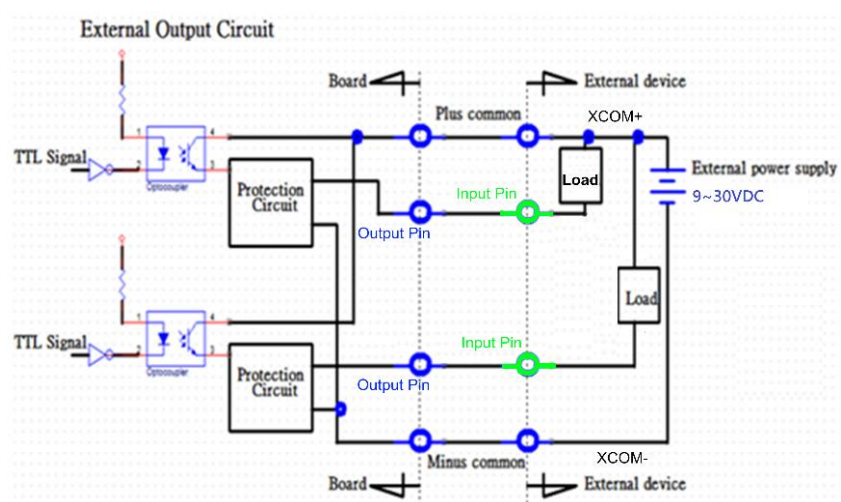 External Output Circuit
Board
External device
Plus common
XCOM+
1
4
TTL Signal
2
3
Optocoupler
Protection
Circuit
Input Pin
Load
External power supply
9~30VDC
Output Pin
Load
1
4
TTL Signal
2
3
Optocoupler
Protection
Circuit
Input Pin
Output Pin
Minus common
XCOM-
Board
External device